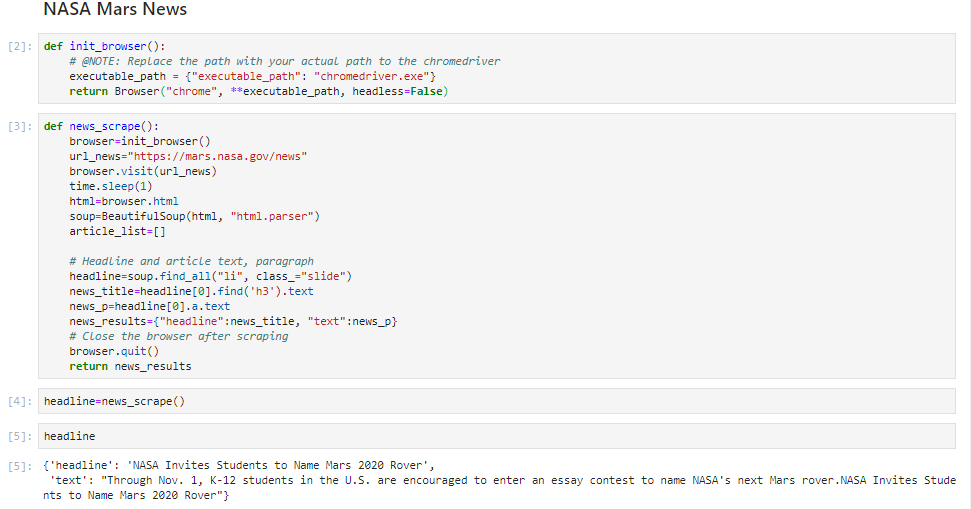 NASA Mars News
[2]: def init_browser():
# @NOTE: Replace the path with your actual path to the chromedriver
executable_path = {"executable_path": "chromedriver.exe"}
return Browser("chrome", **executable_path, headless=False)
[3]: def news_scrape():
browser=init_browser()
url_news="https://mars.nasa.gov/news"
browser.visit(url_news)
time.sleep(1)
html=browser.html
soup=BeautifulSoup(html, "html.parser")
article_list=[]
# Headline and article text, paragraph
headline=soup.find_all("li", class_="slide")
news_title=headline[0].find('h3').text
news_p=headline[0].a.text
news_results={"headline":news_title, "text":news_p}
# Close the browser after scraping
browser.quit()
return news_results
[4]: headline=news_scrape()
[5]: headline
[5]: {'headline': 'NASA Invites Students to Name Mars 2020 Rover',
'text': "Through Nov. 1, K-12 students in the U.S. are encouraged to enter an essay contest to name NASA's next Mars rover.NASA Invites Stude
nts to Name Mars 2020 Rover"}